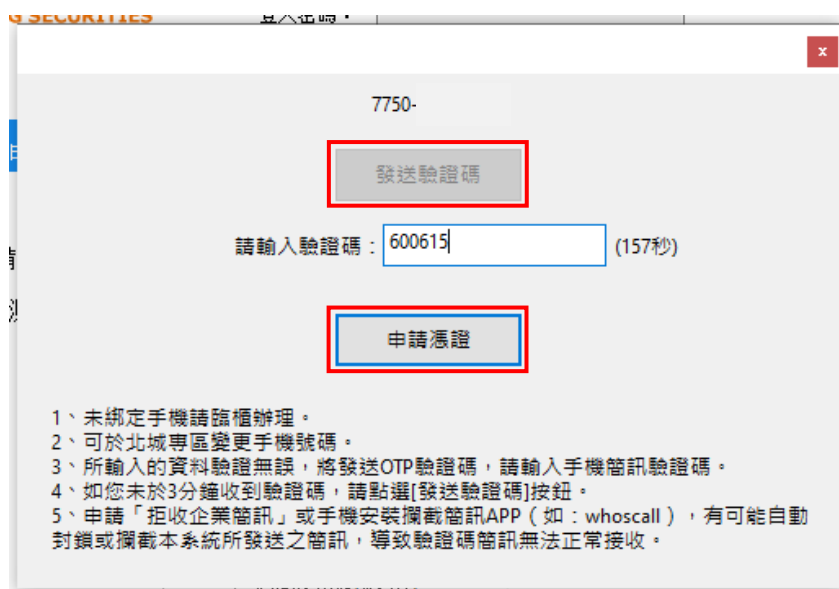 G SECURITIES
登入密碼：
x
7750-
發送驗證碼
請輸入驗證碼：600615 (157秒)
申請憑證
1、未綁定手機請臨櫃辦理。
2、可於北城專區變更手機號碼。
3、所輸入的資料驗證無誤，將發送OTP驗證碼，請輸入手機簡訊驗證碼。
4、如您未於3分鐘收到驗證碼，請點選[發送驗證碼]按鈕。
5、申請「拒收企業簡訊」或手機安裝攔截簡訊APP（如：whoscall），有可能自動
封鎖或攔截本系統所發送之簡訊，導致驗證碼簡訊無法正常接收。